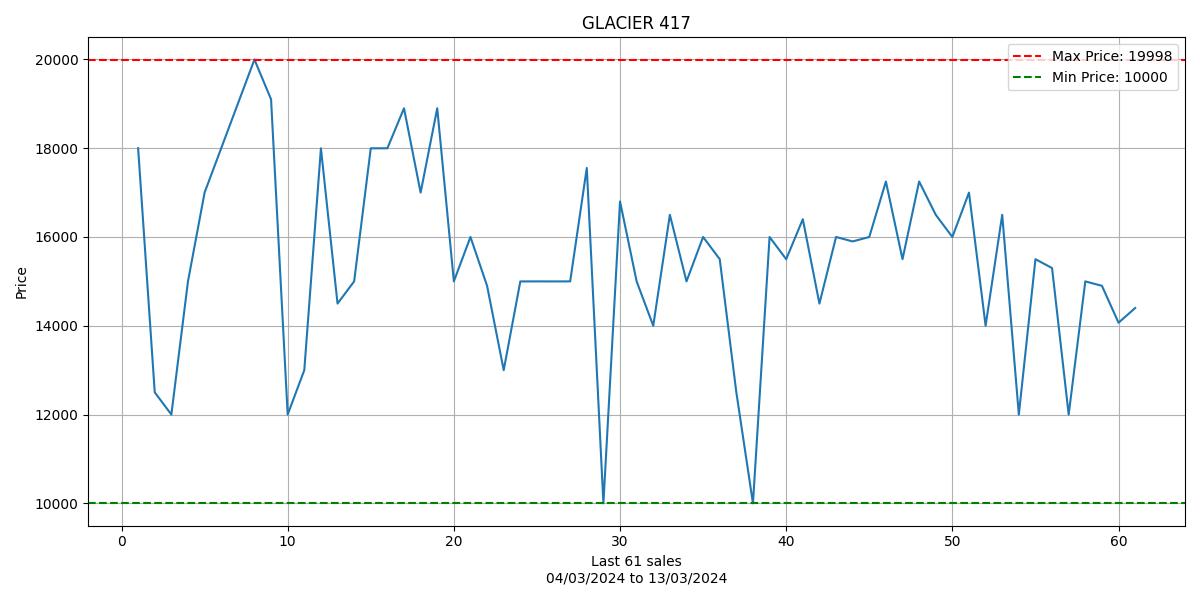 GLACIER 417
Max Price: 19998
Min Price: 10000
20000
18000
16000
14000
12000
10000
Price
0 10 20 30 40 50 60
Last 61 sales
04/03/2024 to 13/03/2024